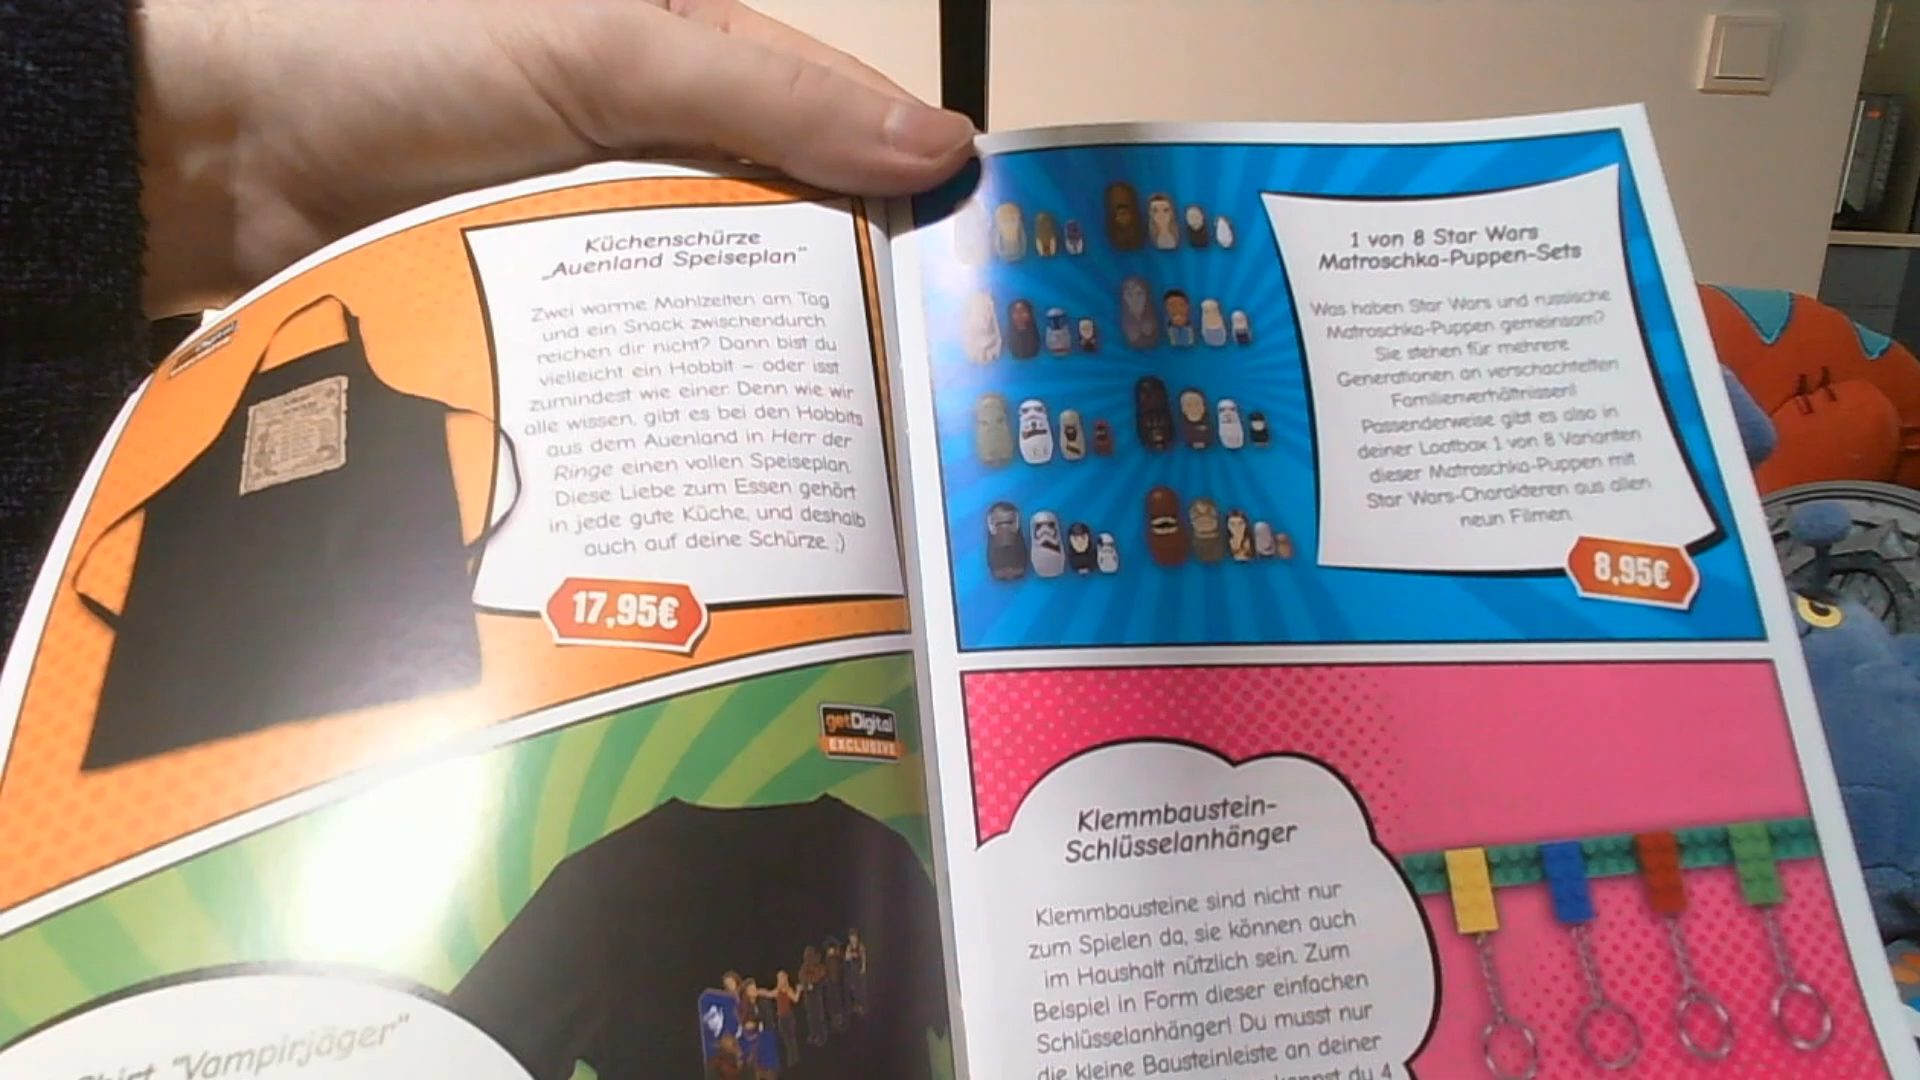 Küchenschürze
„Auenland Speiseplan“
Zwei warme Mahlzeiten am Tag
und ein Snack zwischendurch
reichen dir nicht? Dann bist du
vielleicht ein Hobbit – oder isst
zumindest wie einer. Denn wie wir
alle wissen, gibt es bei den Hobbits
aus dem Auenland in Herr der
Ringe einen vollen Speiseplan.
Diese Liebe zum Essen gehört
in jede gute Küche, und deshalb
auch auf deine Schürze. ;)
17,95€
getDigital
EXCLUSIVE
Shirt "Vampirjäger"
1 von 8 Star Wars
Matroschka-Puppen-Sets
Was haben Star Wars und russische
Matroschka-Puppen gemeinsam?
Sie stehen für mehrere
Generationen an verschachtelten
Familienverhältnissen!
Passenderweise gibt es also in
deiner Lootbox 1 von 8 Varianten
dieser Matroschka-Puppen mit
Star Wars-Charakteren aus allen
neun Filmen.
8,95€
Klemmbaustein-
Schlüsselanhänger
Klemmbausteine sind nicht nur
zum Spielen da, sie können auch
im Haushalt nützlich sein. Zum
Beispiel in Form dieser einfachen
Schlüsselanhänger! Du musst nur
die kleine Bausteinleiste an deiner
kannst du 4